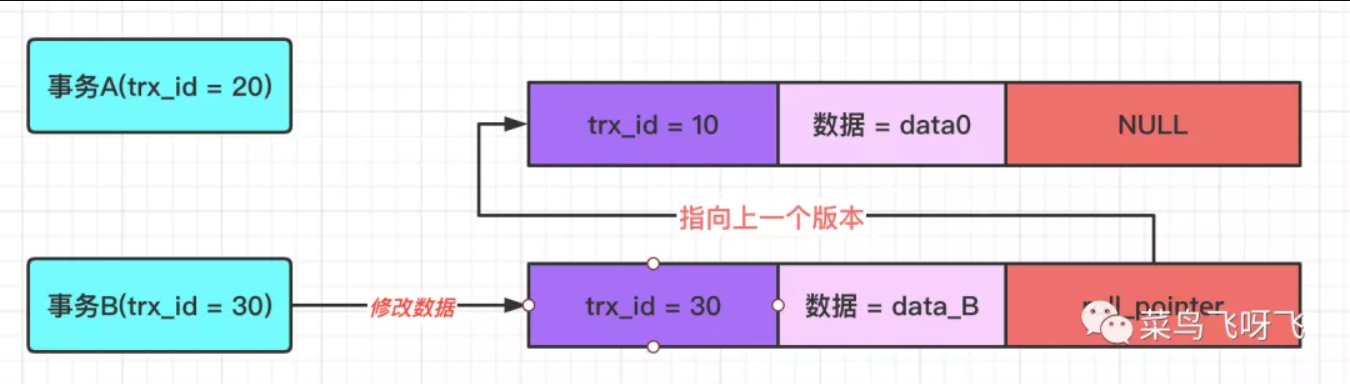 事务A(trx_id = 20)
trx_id = 10
数据 = data0
NULL
指向上一个版本
事务B(trx_id = 30)
修改数据
trx_id = 30
数据 = data_B
roll_pointer
菜鸟飞呀飞